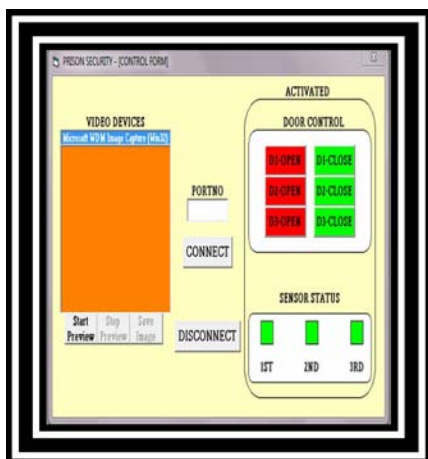 PRISON SECURITY - [CONTROL FORM]
ACTIVATED
VIDEO DEVICES
Microsoft WDM Image Capture (Win32)
DOOR CONTROL
D1-OPEN D1-CLOSE
D2-OPEN D2-CLOSE
D3-OPEN D3-CLOSE
PORTNO
CONNECT
DISCONNECT
Start Preview
Stop Preview
Save Image
SENSOR STATUS
1ST 2ND 3RD